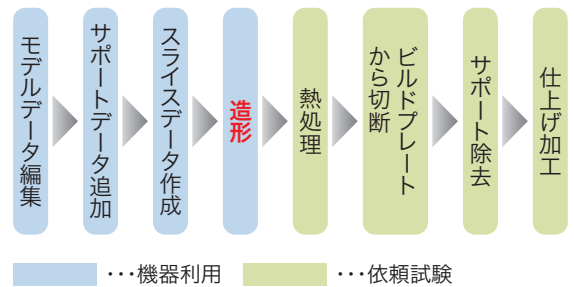 モデルデータ編集
サポートデータ追加
スライスデータ作成
造形
熱処理
ビルドプレート
から切断
サポート除去
仕上げ加工
･･･機器利用
･･･依頼試験